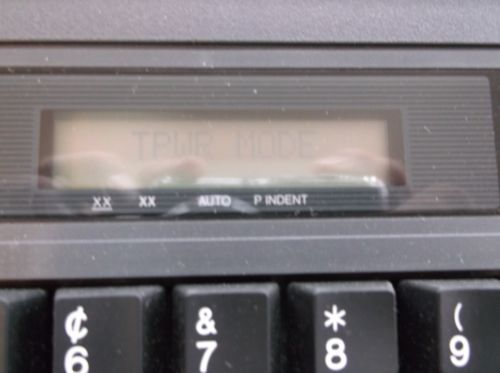 TPWR MODE
XX XX AUTO P INDENT
¢ & * (
6 7 8 9